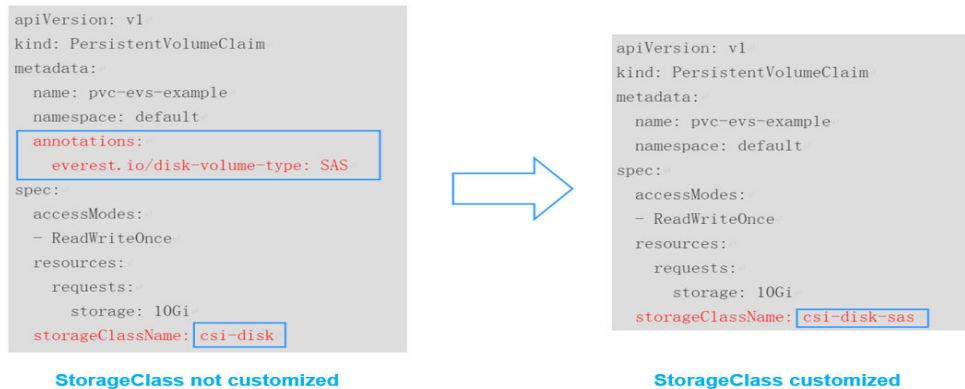 apiVersion: v1
kind: PersistentVolumeClaim
metadata:
  name: pvc-evs-example
  namespace: default
  annotations:
    everest.io/disk-volume-type: SAS
spec:
  accessModes:
  - ReadWriteOnce
  resources:
    requests:
      storage: 10Gi
  storageClassName: csi-disk
StorageClass not customized
apiVersion: v1
kind: PersistentVolumeClaim
metadata:
  name: pvc-evs-example
  namespace: default
spec:
  accessModes:
  - ReadWriteOnce
  resources:
    requests:
      storage: 10Gi
  storageClassName: csi-disk-sas
StorageClass customized